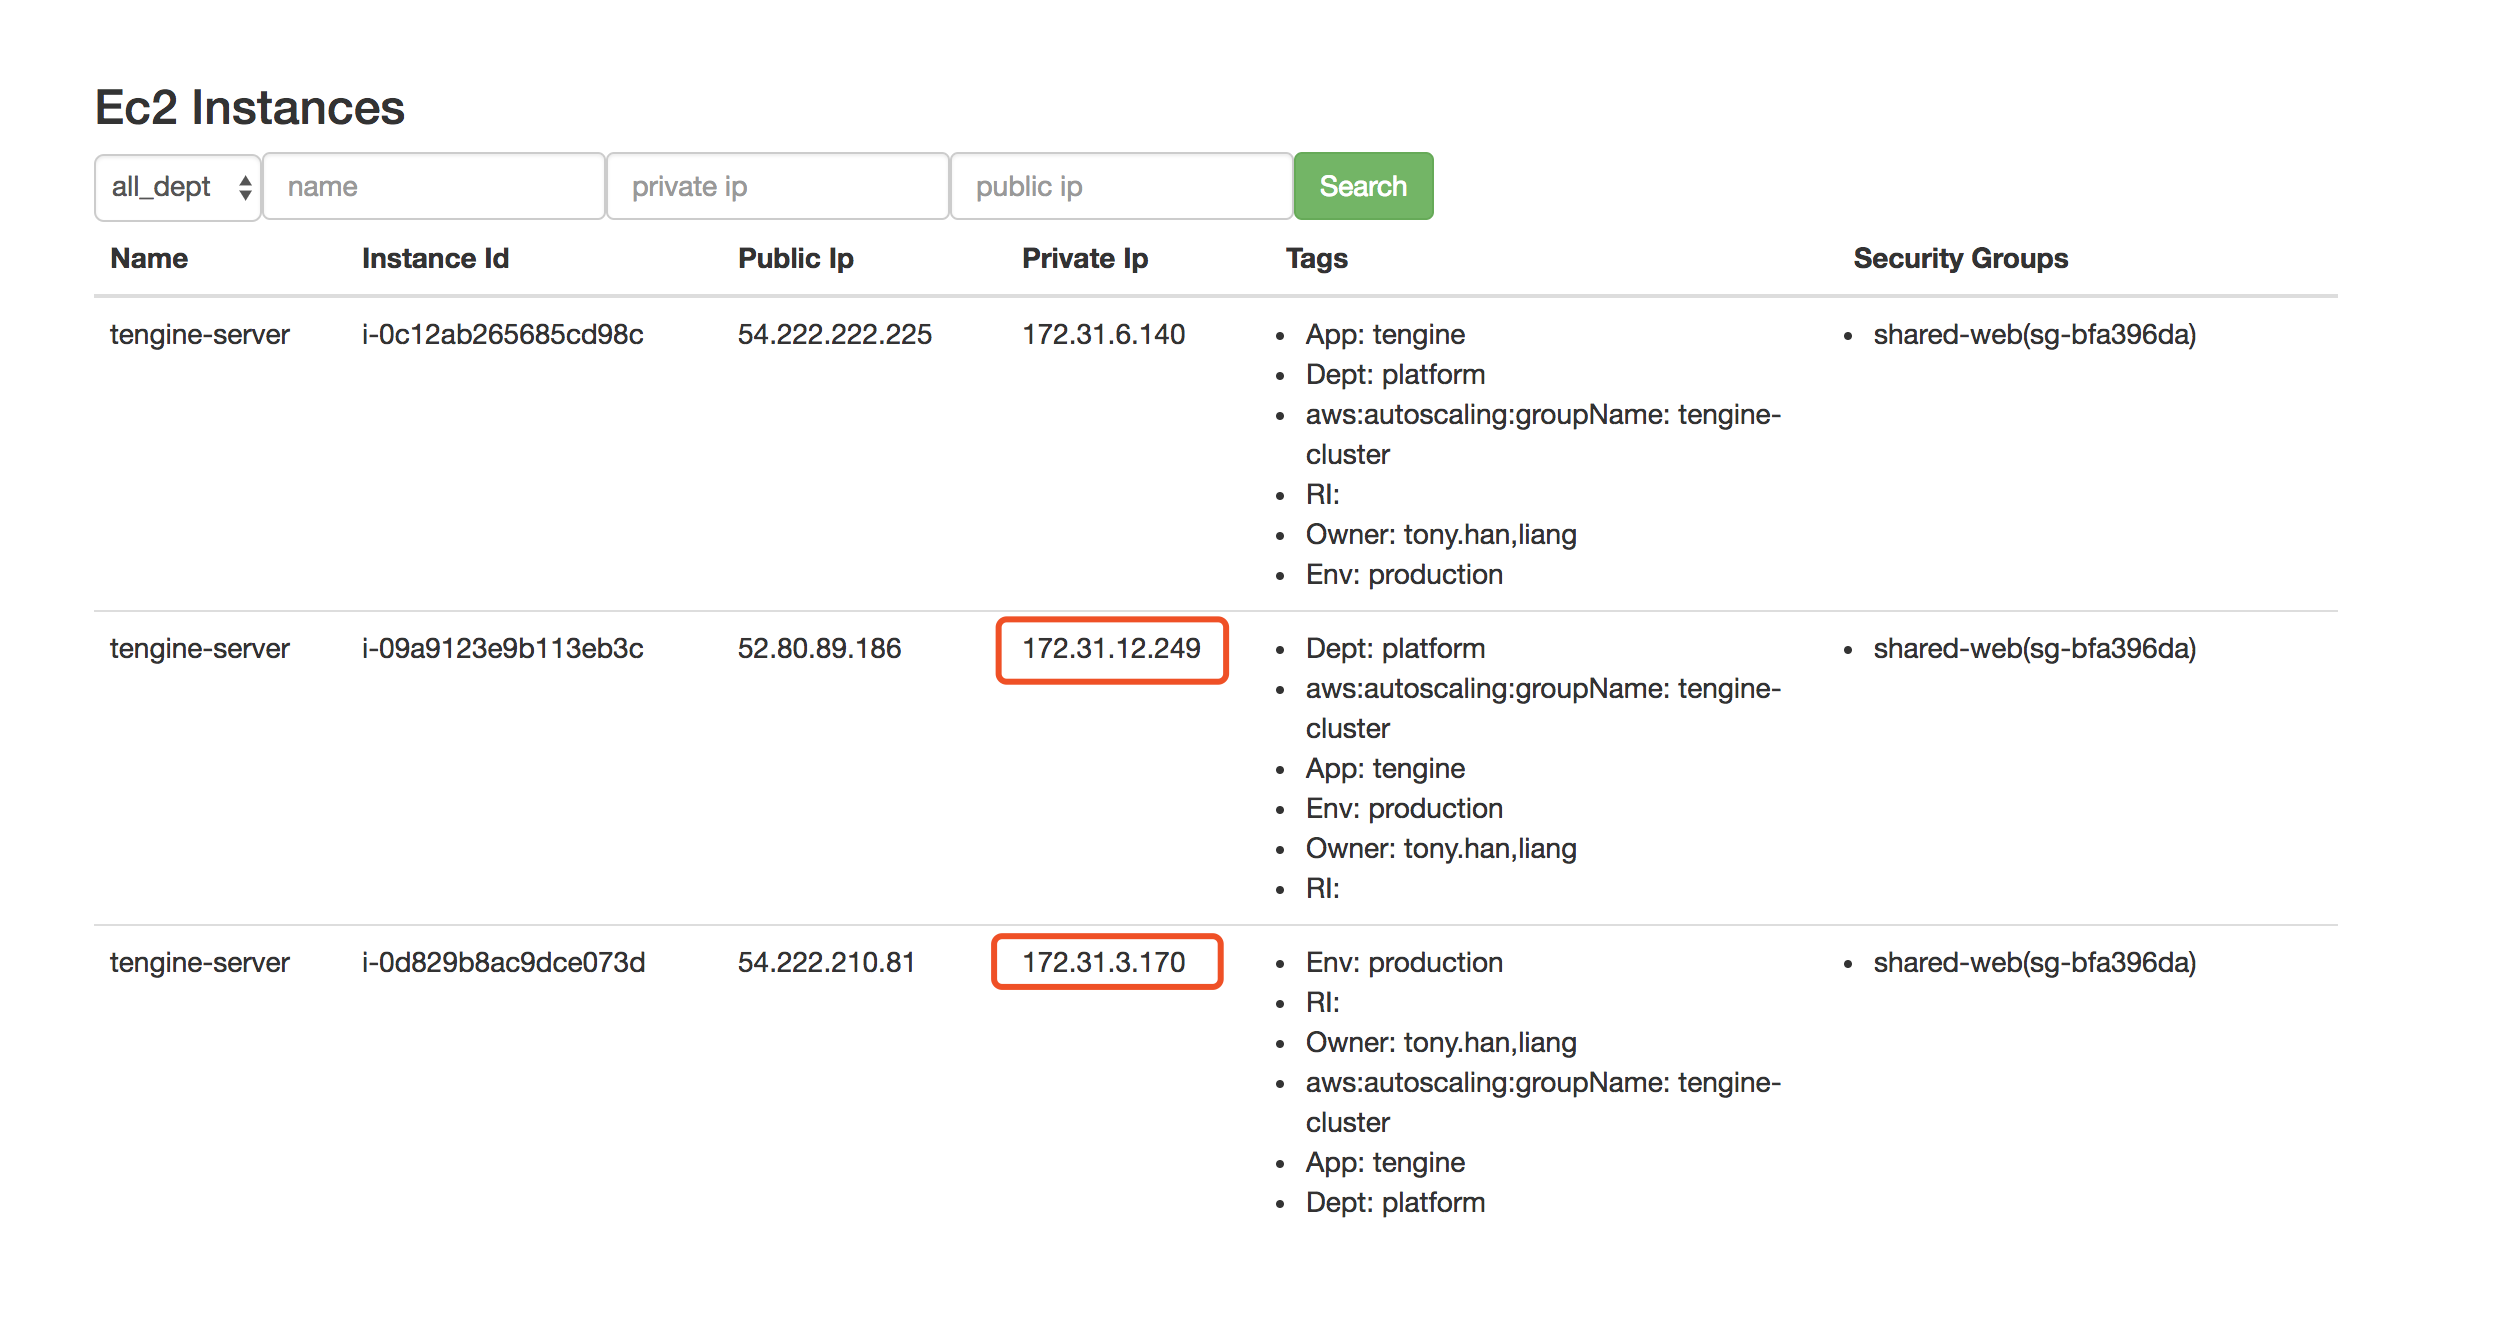 Ec2 Instances
all_dept name private ip public ip Search
Name Instance Id Public Ip Private Ip Tags Security Groups
tengine-server i-0c12ab265685cd98c 54.222.222.225 172.31.6.140 • App: tengine • shared-web(sg-bfa396da)
• Dept: platform
• aws:autoscaling:groupName: tengine-
cluster
• RI:
• Owner: tony.han,liang
• Env: production
tengine-server i-09a9123e9b113eb3c 52.80.89.186 172.31.12.249 • Dept: platform • shared-web(sg-bfa396da)
• aws:autoscaling:groupName: tengine-
cluster
• App: tengine
• Env: production
• Owner: tony.han,liang
• RI:
tengine-server i-0d829b8ac9dce073d 54.222.210.81 172.31.3.170 • Env: production • shared-web(sg-bfa396da)
• RI:
• Owner: tony.han,liang
• aws:autoscaling:groupName: tengine-
cluster
• App: tengine
• Dept: platform